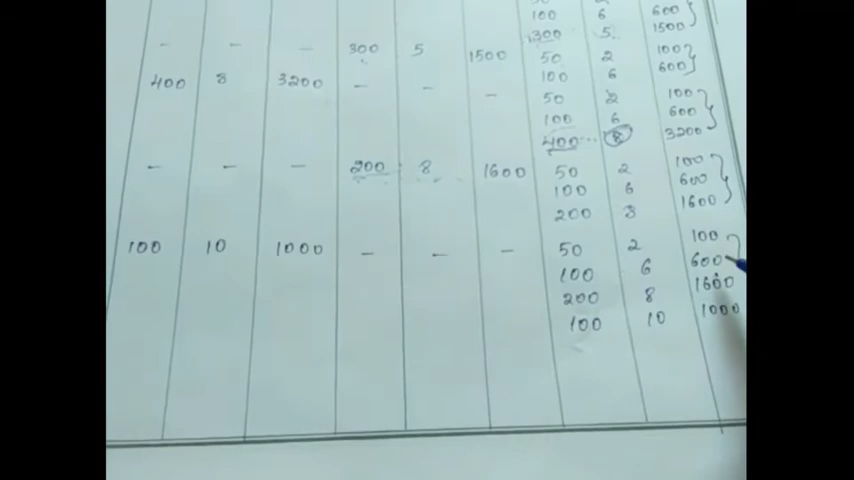 100 6 600
300 5 1500
– – – 300 5 1500 50 2 100
100 6 600
400 8 3200 – – – 50 2 100
100 6 600
400 8 3200
– – – 200 8 1600 50 2 100
100 6 600
200 8 1600
100 10 1000 – – – 50 2 100
100 6 600
200 8 1600
100 10 1000